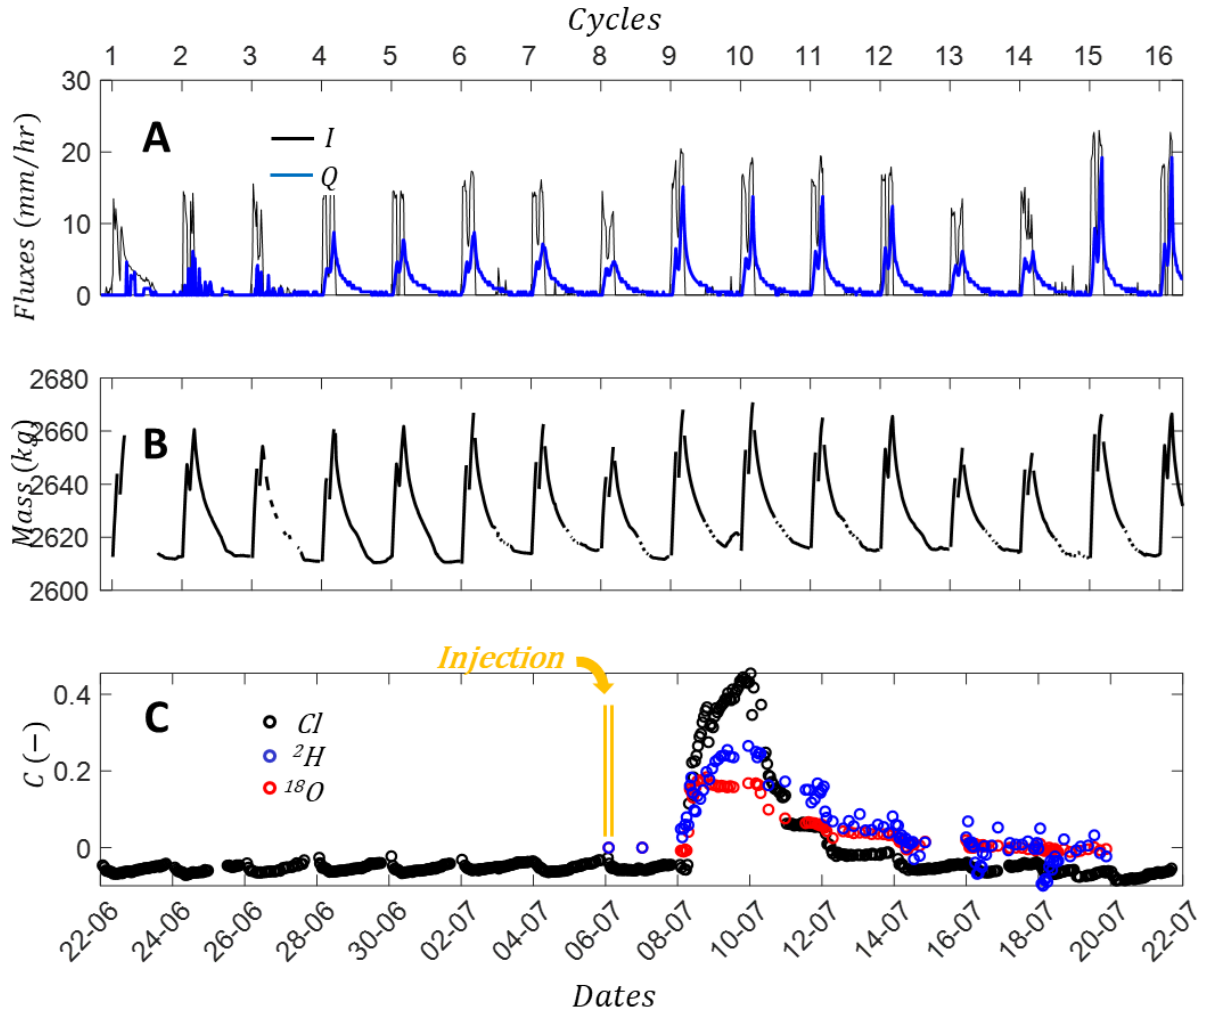 Cycles
1 2 3 4 5 6 7 8 9 10 11 12 13 14 15 16
Fluxes (mm/hr)
30
20
10
0
A
I
Q
Mass (kg)
2680
2660
2640
2620
2600
B
Injection
C (−)
0.4
0.2
0
C
Cl
²H
¹⁸O
22-06 24-06 26-06 28-06 30-06 02-07 04-07 06-07 08-07 10-07 12-07 14-07 16-07 18-07 20-07 22-07
Dates